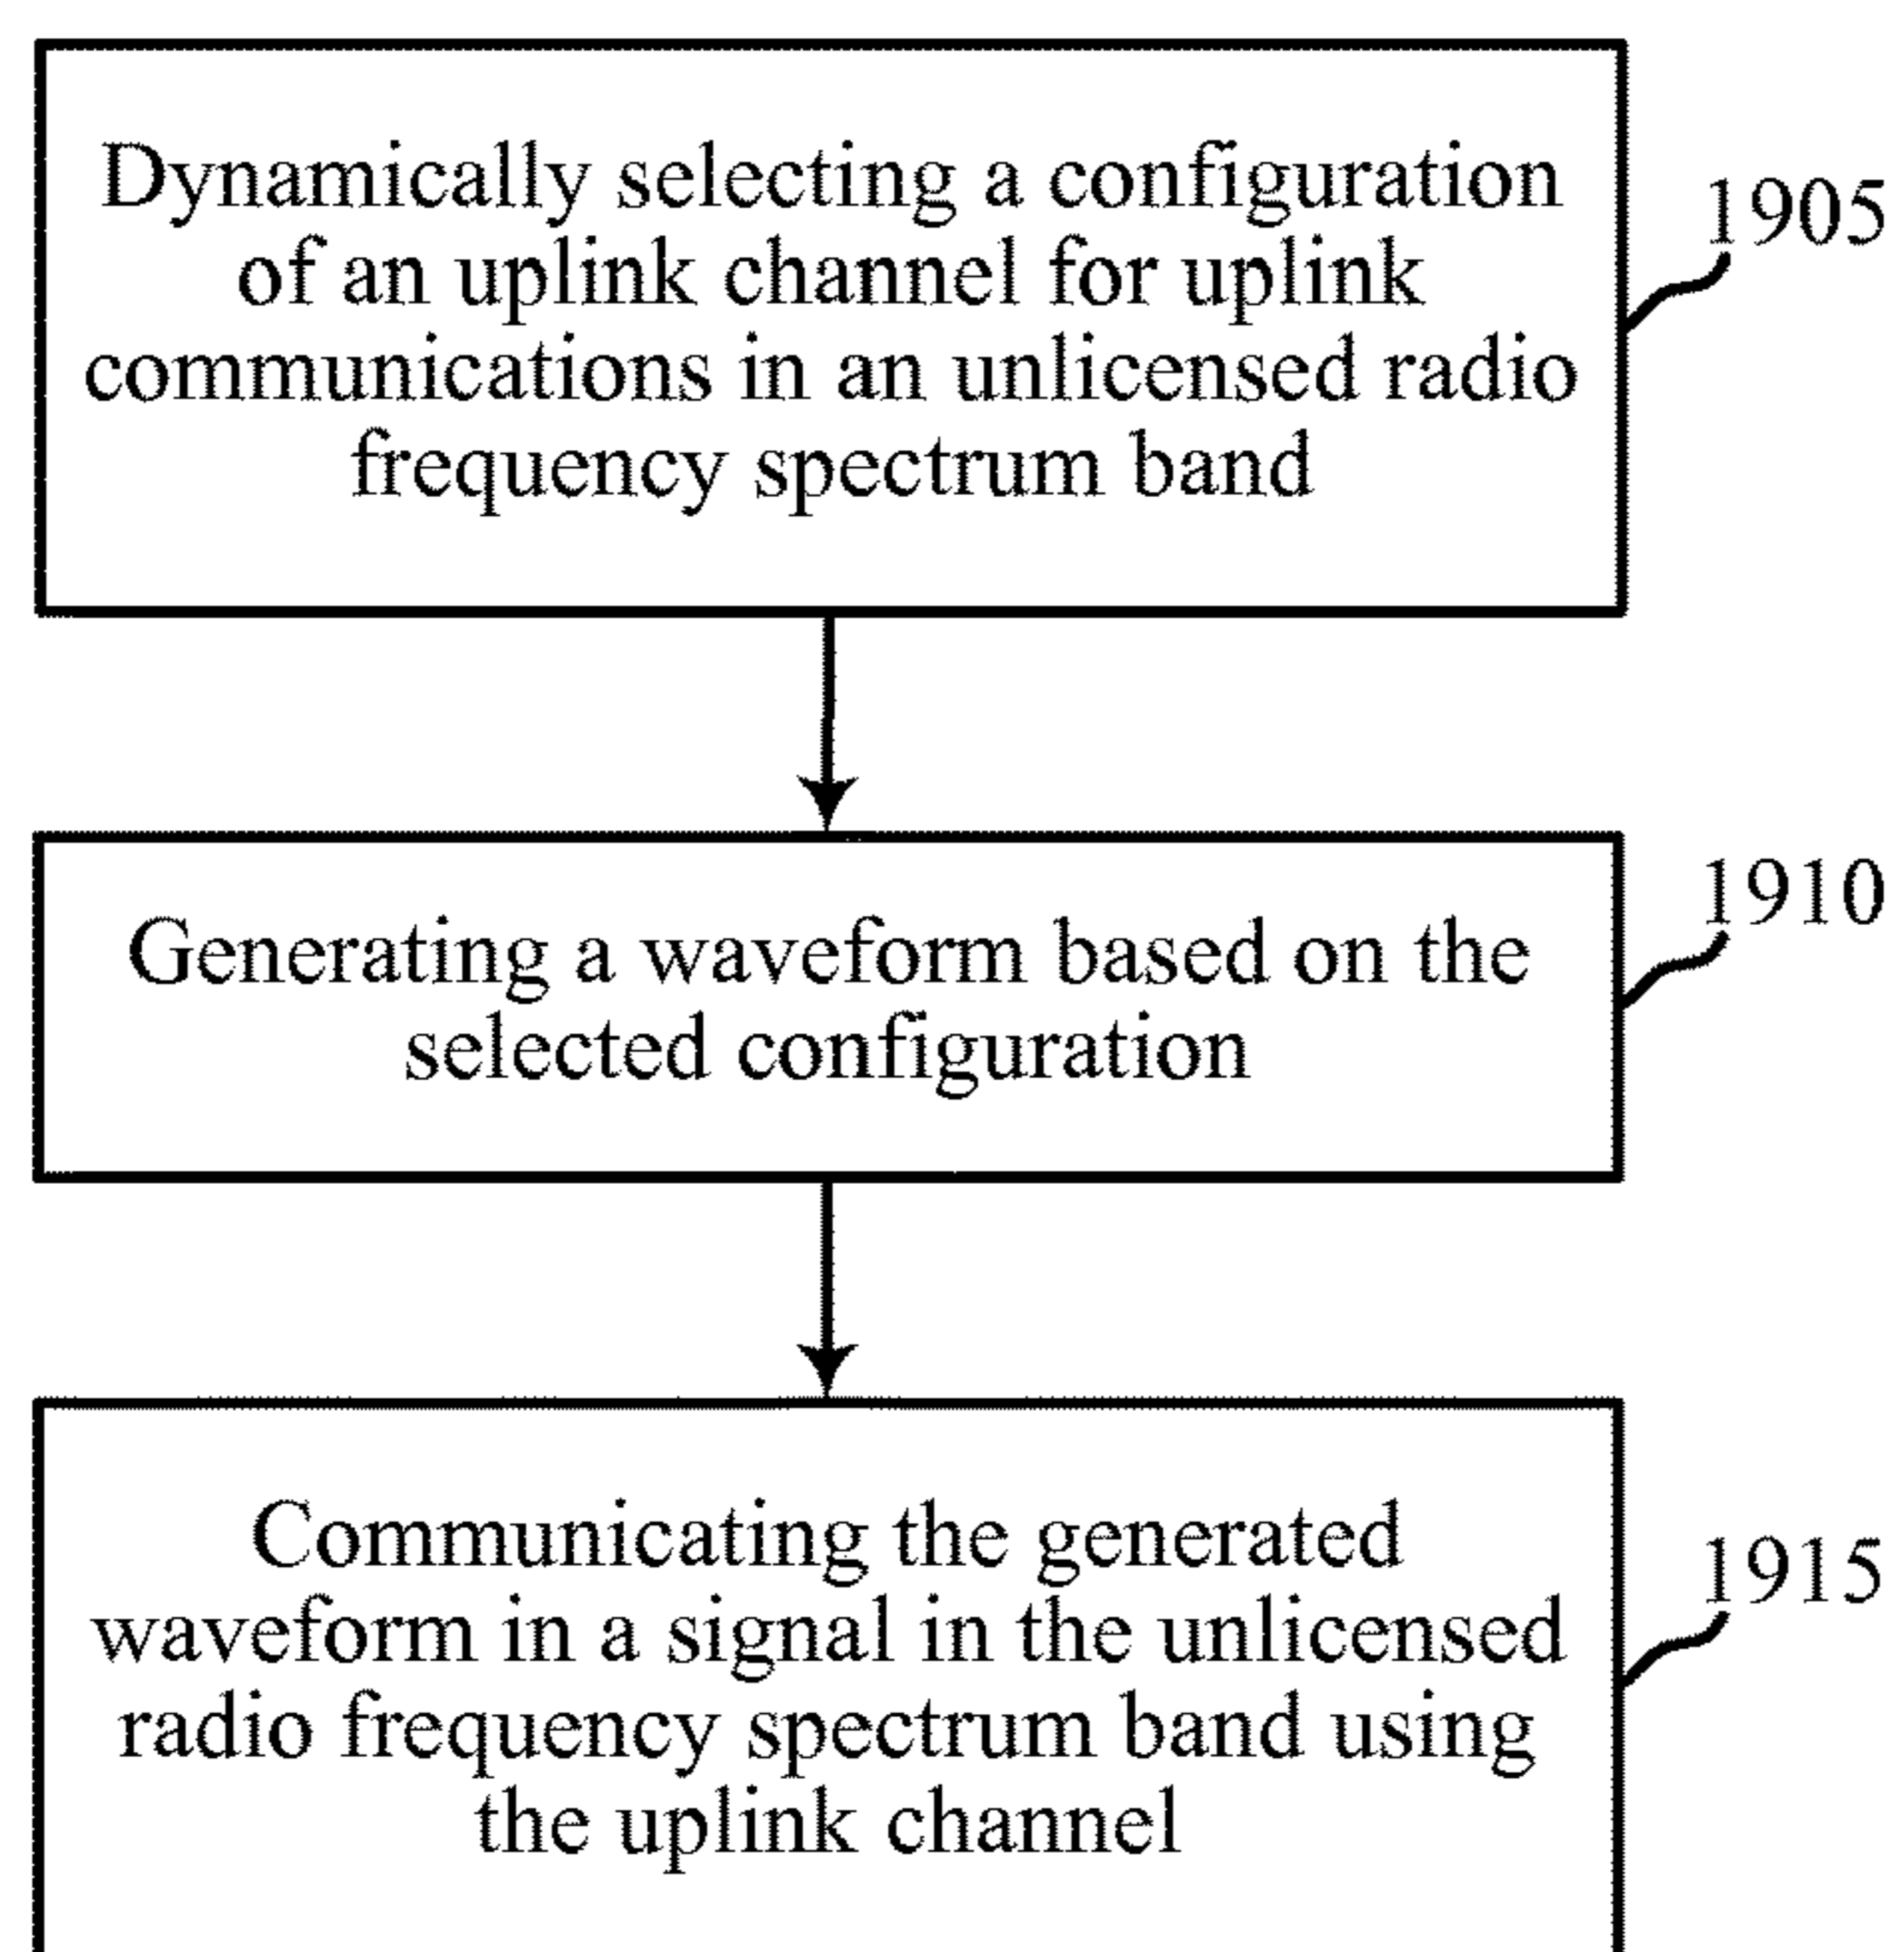 Dynamically selecting a configuration
of an uplink channel for uplink
communications in an unlicensed radio
frequency spectrum band
1905
Generating a waveform based on the
selected configuration
1910
Communicating the generated
waveform in a signal in the unlicensed
radio frequency spectrum band using
the uplink channel
1915